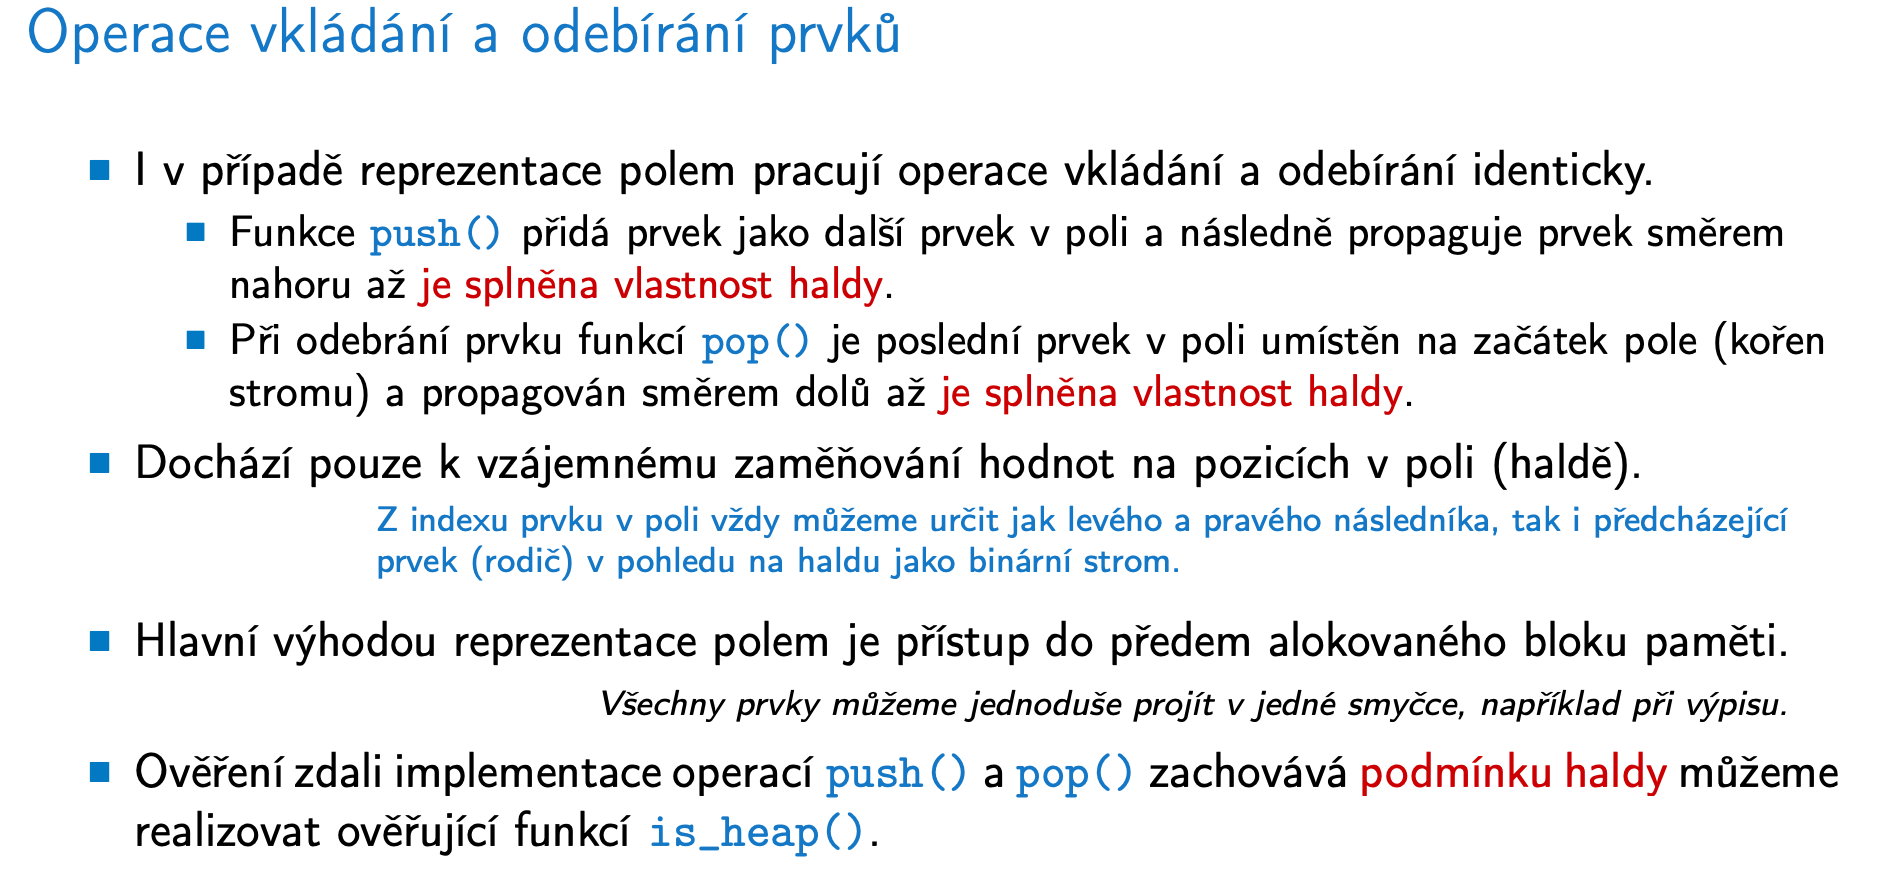 Operace vkládání a odebírání prvků
I v případě reprezentace polem pracují operace vkládání a odebírání identicky.
Funkce push() přidá prvek jako další prvek v poli a následně propaguje prvek směrem
nahoru až je splněna vlastnost haldy.
Při odebrání prvku funkcí pop() je poslední prvek v poli umístěn na začátek pole (kořen
stromu) a propagován směrem dolů až je splněna vlastnost haldy.
Dochází pouze k vzájemnému zaměňování hodnot na pozicích v poli (haldě).
Z indexu prvku v poli vždy můžeme určit jak levého a pravého následníka, tak i předcházející
prvek (rodič) v pohledu na haldu jako binární strom.
Hlavní výhodou reprezentace polem je přístup do předem alokovaného bloku paměti.
Všechny prvky můžeme jednoduše projít v jedné smyčce, například při výpisu.
Ověření zdali implementace operací push() a pop() zachovává podmínku haldy můžeme
realizovat ověřující funkcí is_heap().